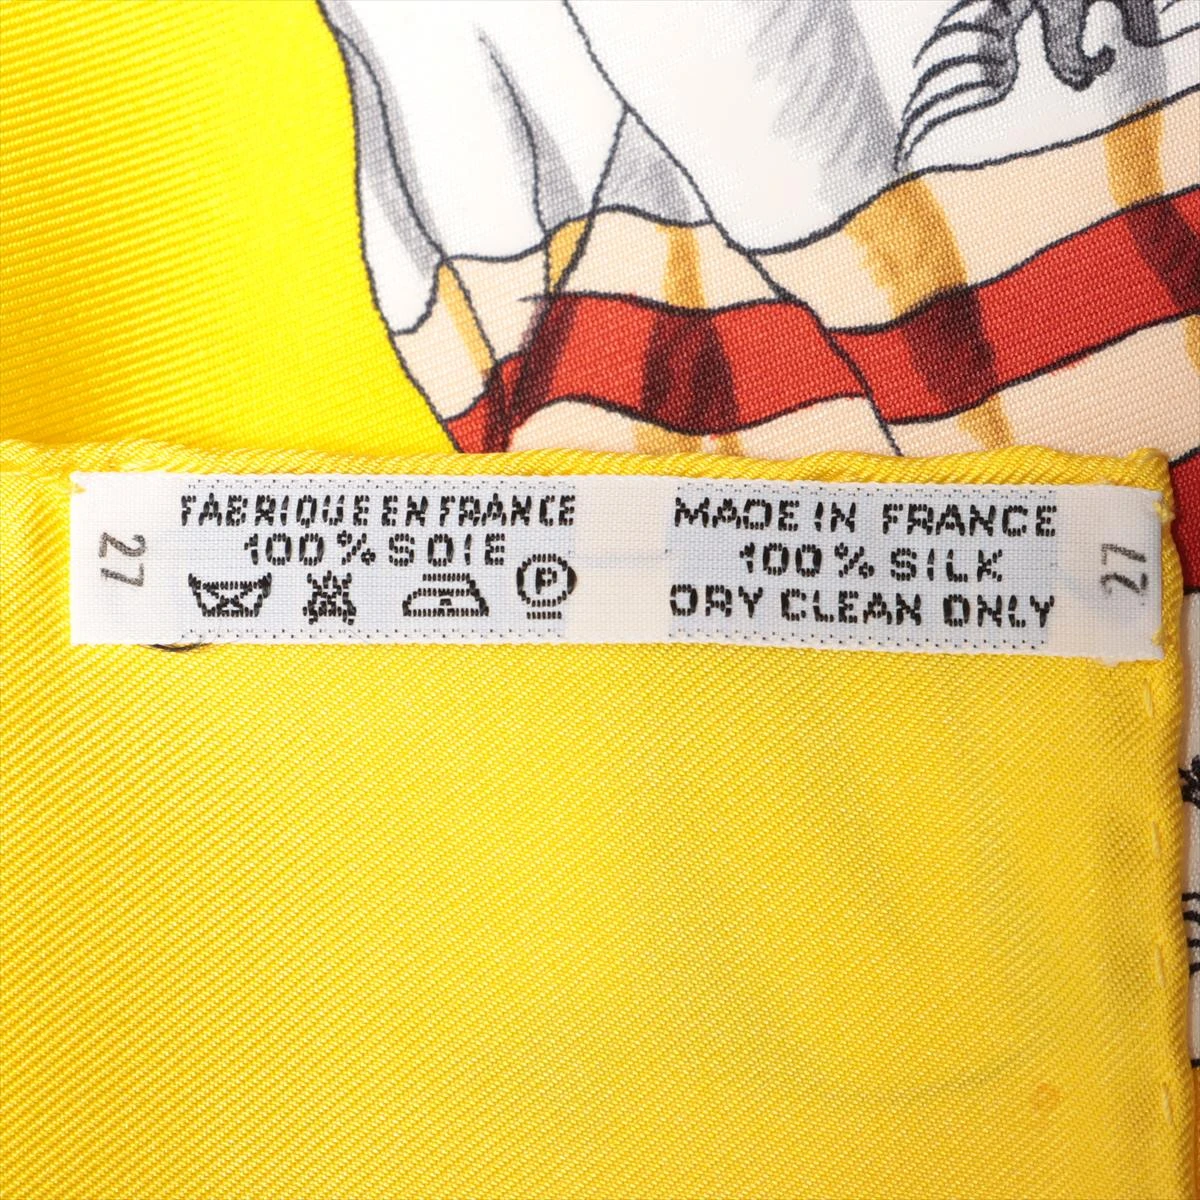 27
FABRIQUE EN FRANCE
100% SOIE
P
MADE IN FRANCE
100% SILK
DRY CLEAN ONLY
27